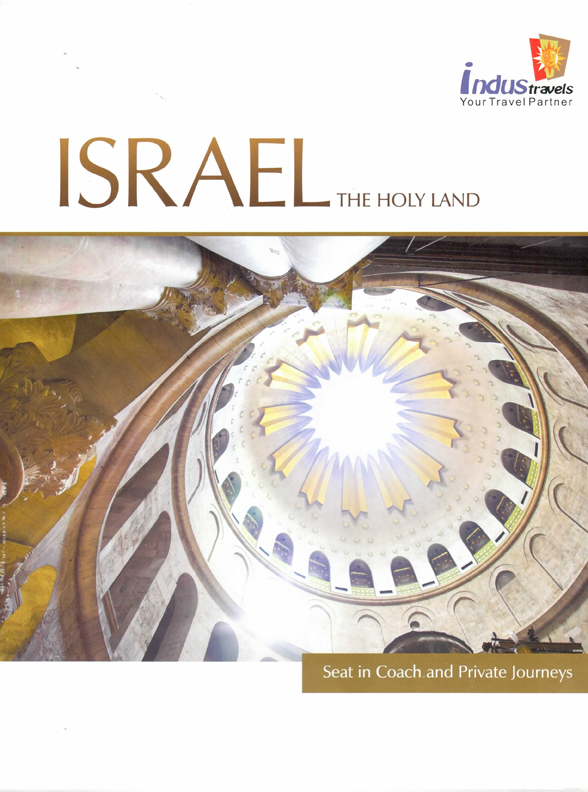 indus travels
Your Travel Partner
ISRAEL THE HOLY LAND
Seat in Coach and Private Journeys